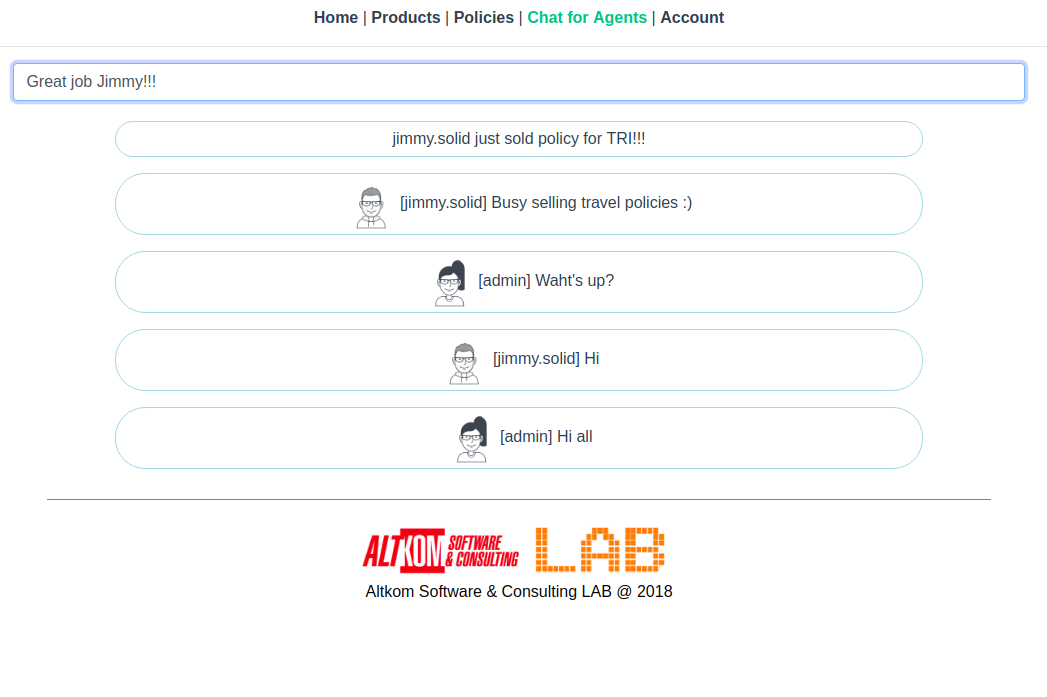 Home | Products | Policies | Chat for Agents | Account
Great job Jimmy!!!
jimmy.solid just sold policy for TRI!!!
[jimmy.solid] Busy selling travel policies :)
[admin] Waht's up?
[jimmy.solid] Hi
[admin] Hi all
ALTKOM SOFTWARE & CONSULTING LAB
Altkom Software & Consulting LAB @ 2018